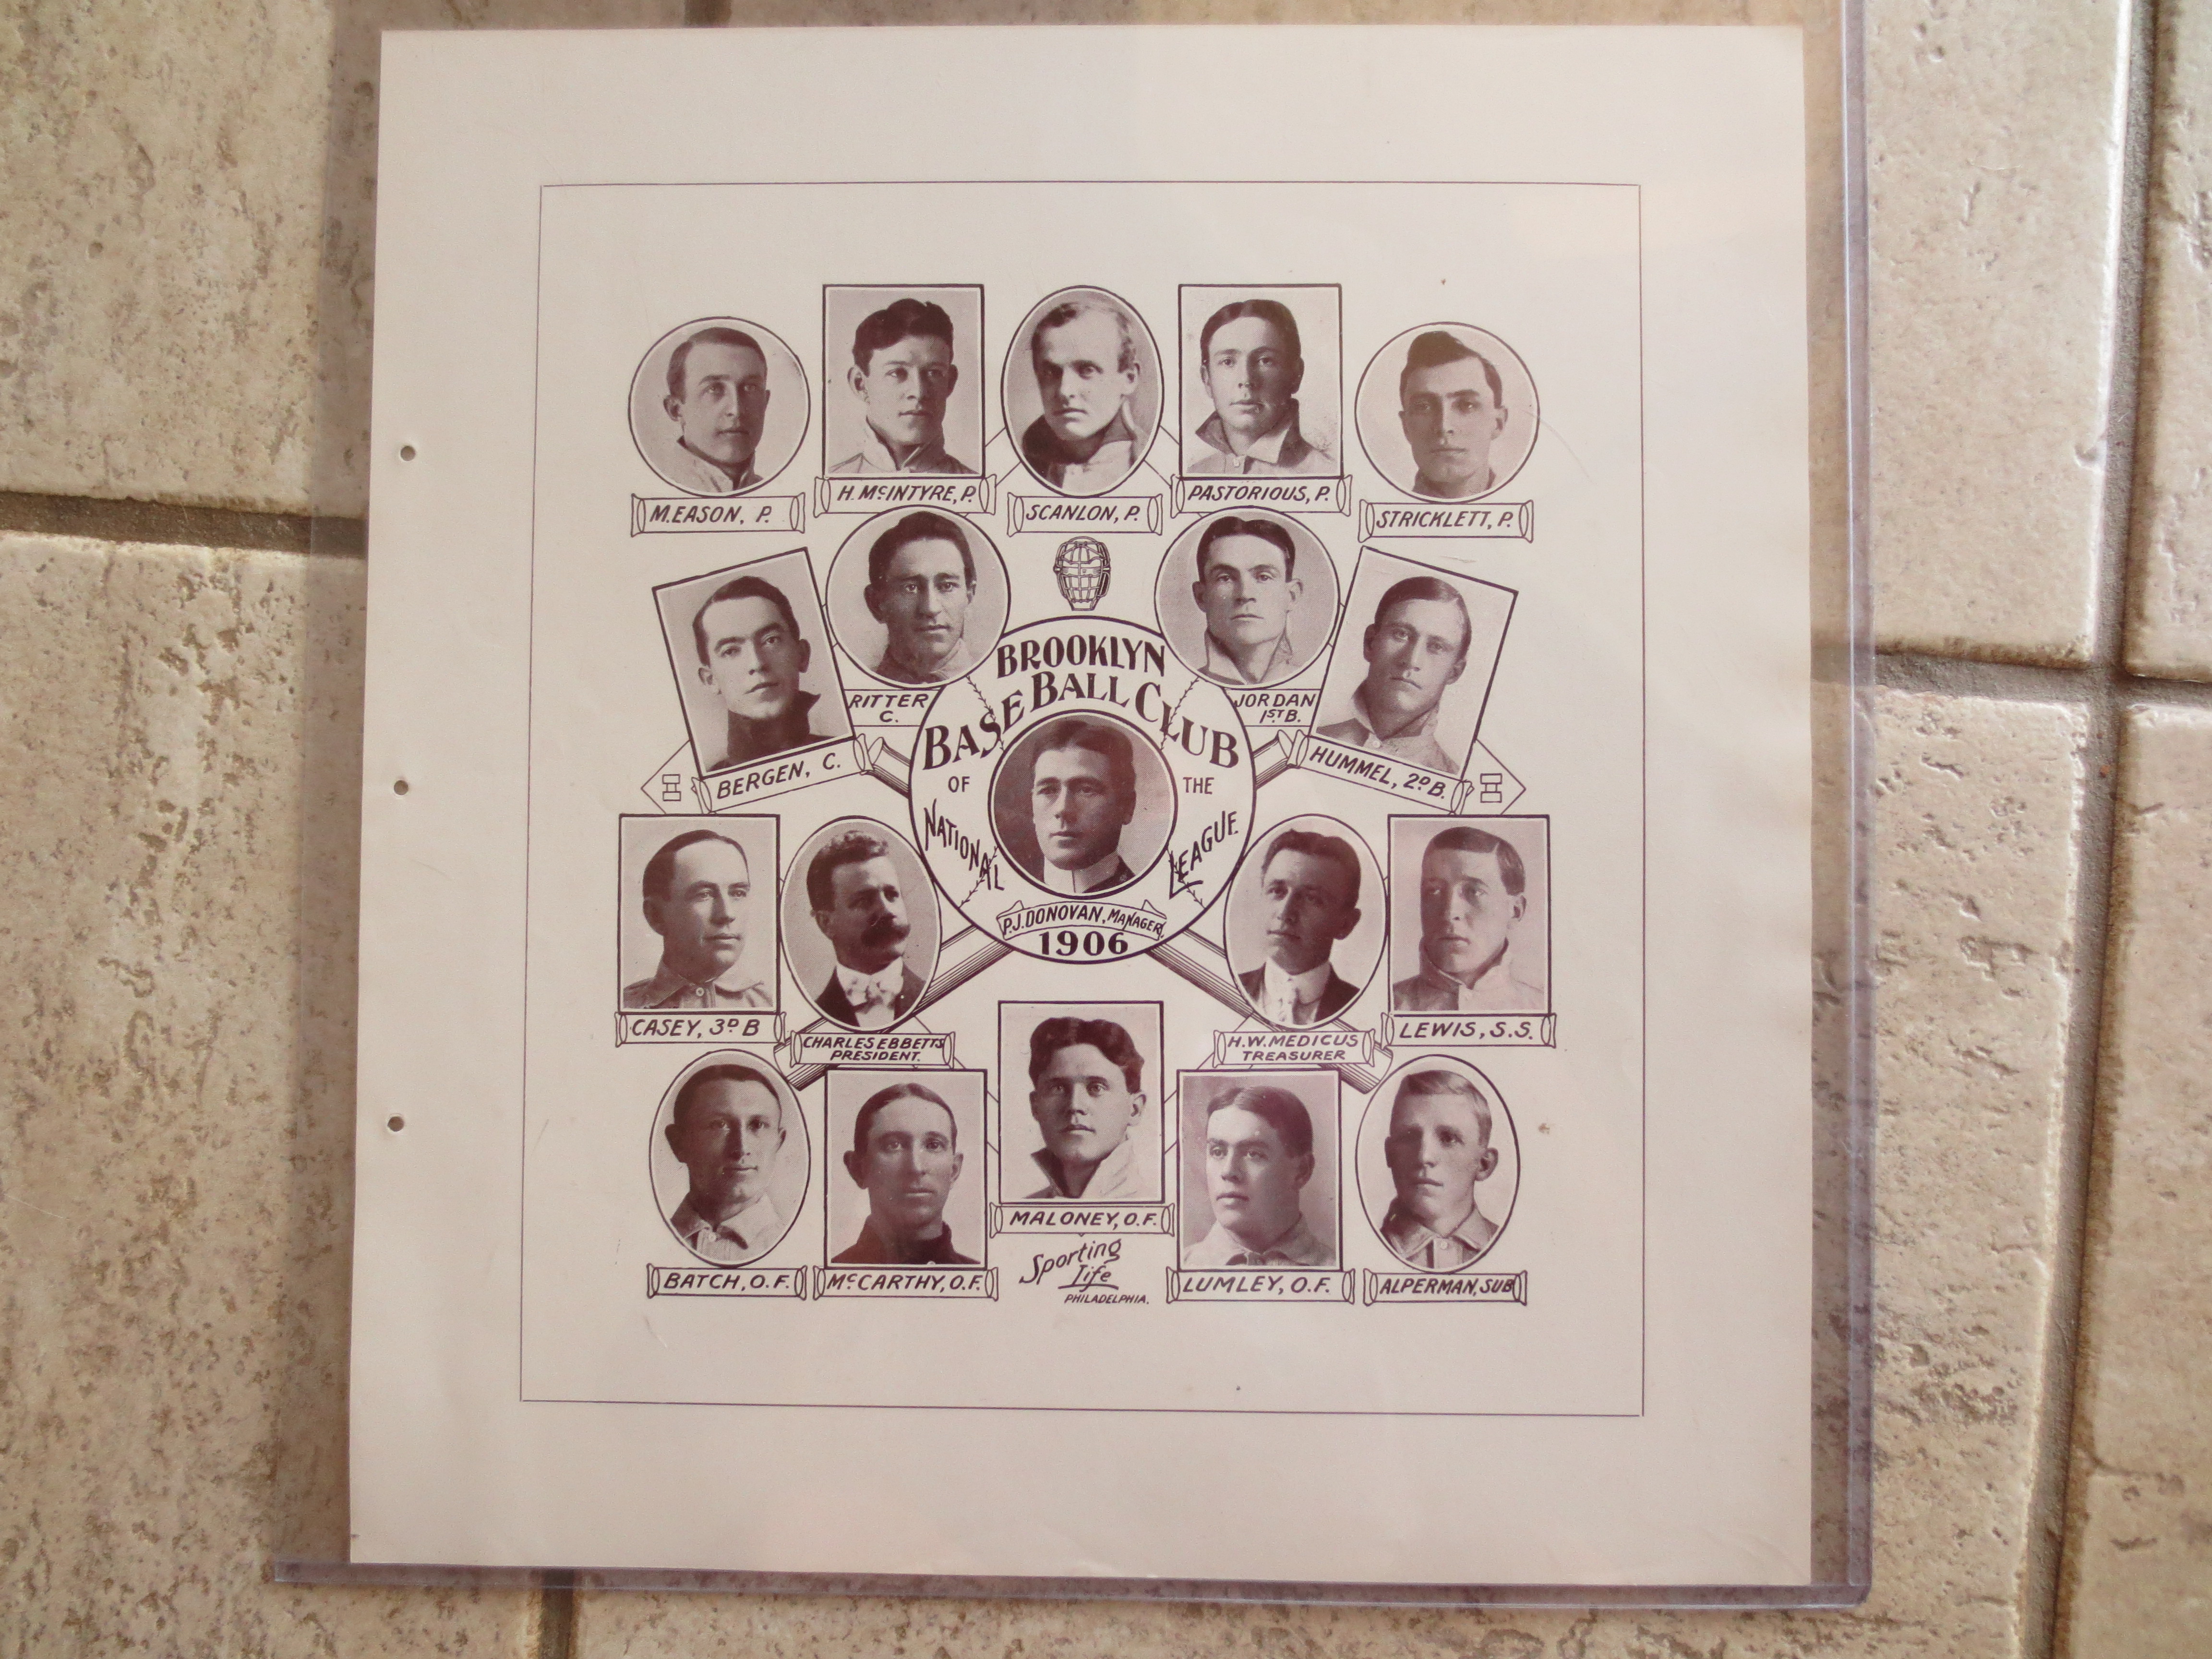 M.EASON, P.
H. McINTYRE, P.
SCANLON, P.
PASTORIOUS, P.
STRICKLETT, P.
RITTER
C.
JORDAN
1ST B.
BERGEN, C.
HUMMEL, 2D B.
BROOKLYN
BASE BALL CLUB
OF THE
NATIONAL LEAGUE
P.J. DONOVAN, MANAGER.
1906
CASEY, 3D B
CHARLES EBBETTS
PRESIDENT.
H.W. MEDICUS
TREASURER
LEWIS, S.S.
BATCH, O.F.
McCARTHY, O.F.
MALONEY, O.F.
LUMLEY, O.F.
ALPERMAN, SUB
Sporting
Life
PHILADELPHIA.